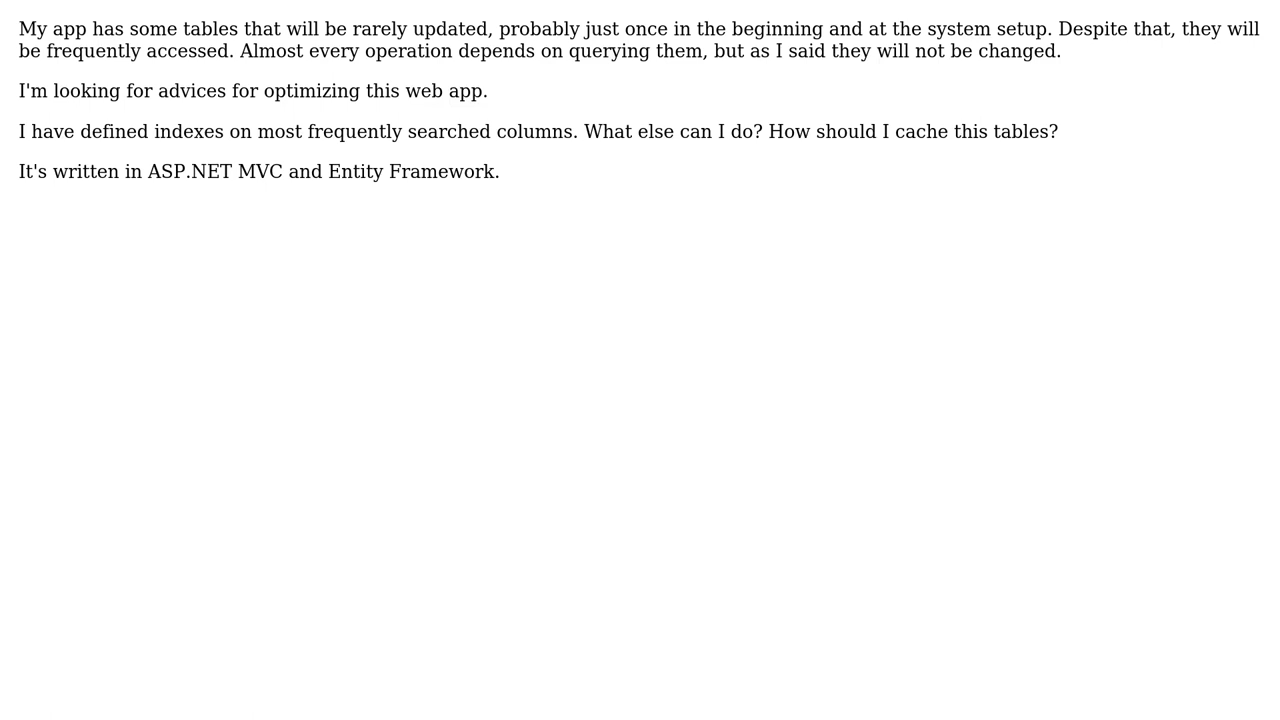 My app has some tables that will be rarely updated, probably just once in the beginning and at the system setup. Despite that, they will
be frequently accessed. Almost every operation depends on querying them, but as I said they will not be changed.
I'm looking for advices for optimizing this web app.
I have defined indexes on most frequently searched columns. What else can I do? How should I cache this tables?
It's written in ASP.NET MVC and Entity Framework.